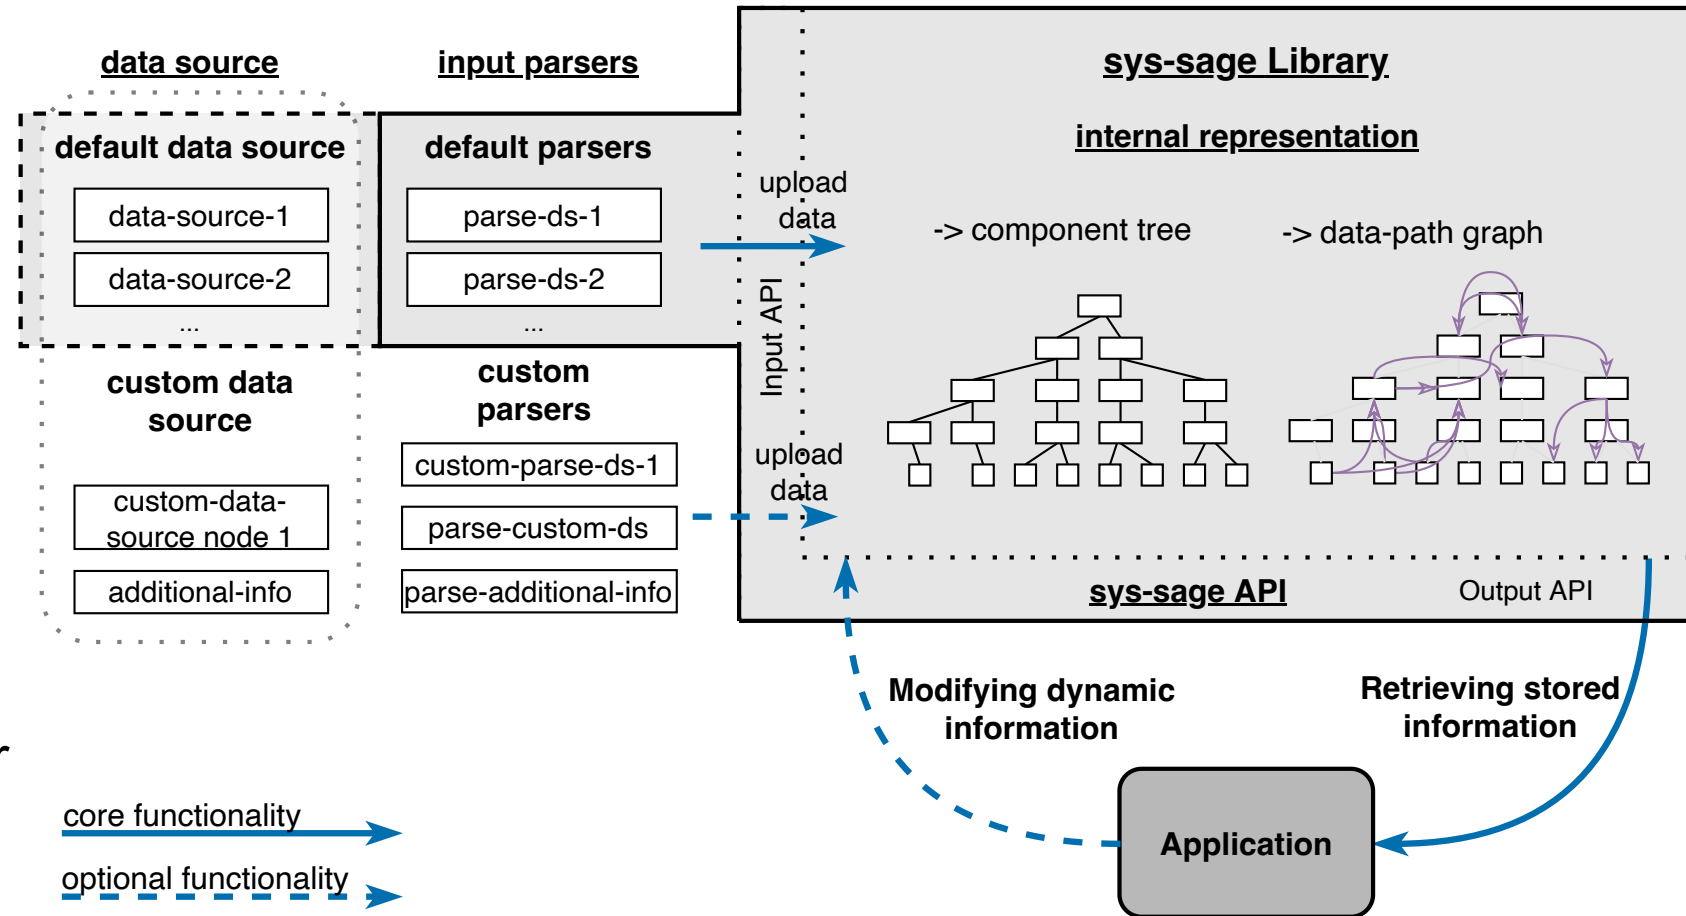 data source
input parsers
sys-sage Library
default data source
default parsers
internal representation
data-source-1
parse-ds-1
data-source-2
parse-ds-2
...
...
upload
data
-> component tree
-> data-path graph
Input API
custom data
source
custom
parsers
custom-data-
source node 1
additional-info
custom-parse-ds-1
parse-custom-ds
parse-additional-info
upload
data
sys-sage API
Output API
Modifying dynamic
information
Retrieving stored
information
Application
core functionality
optional functionality